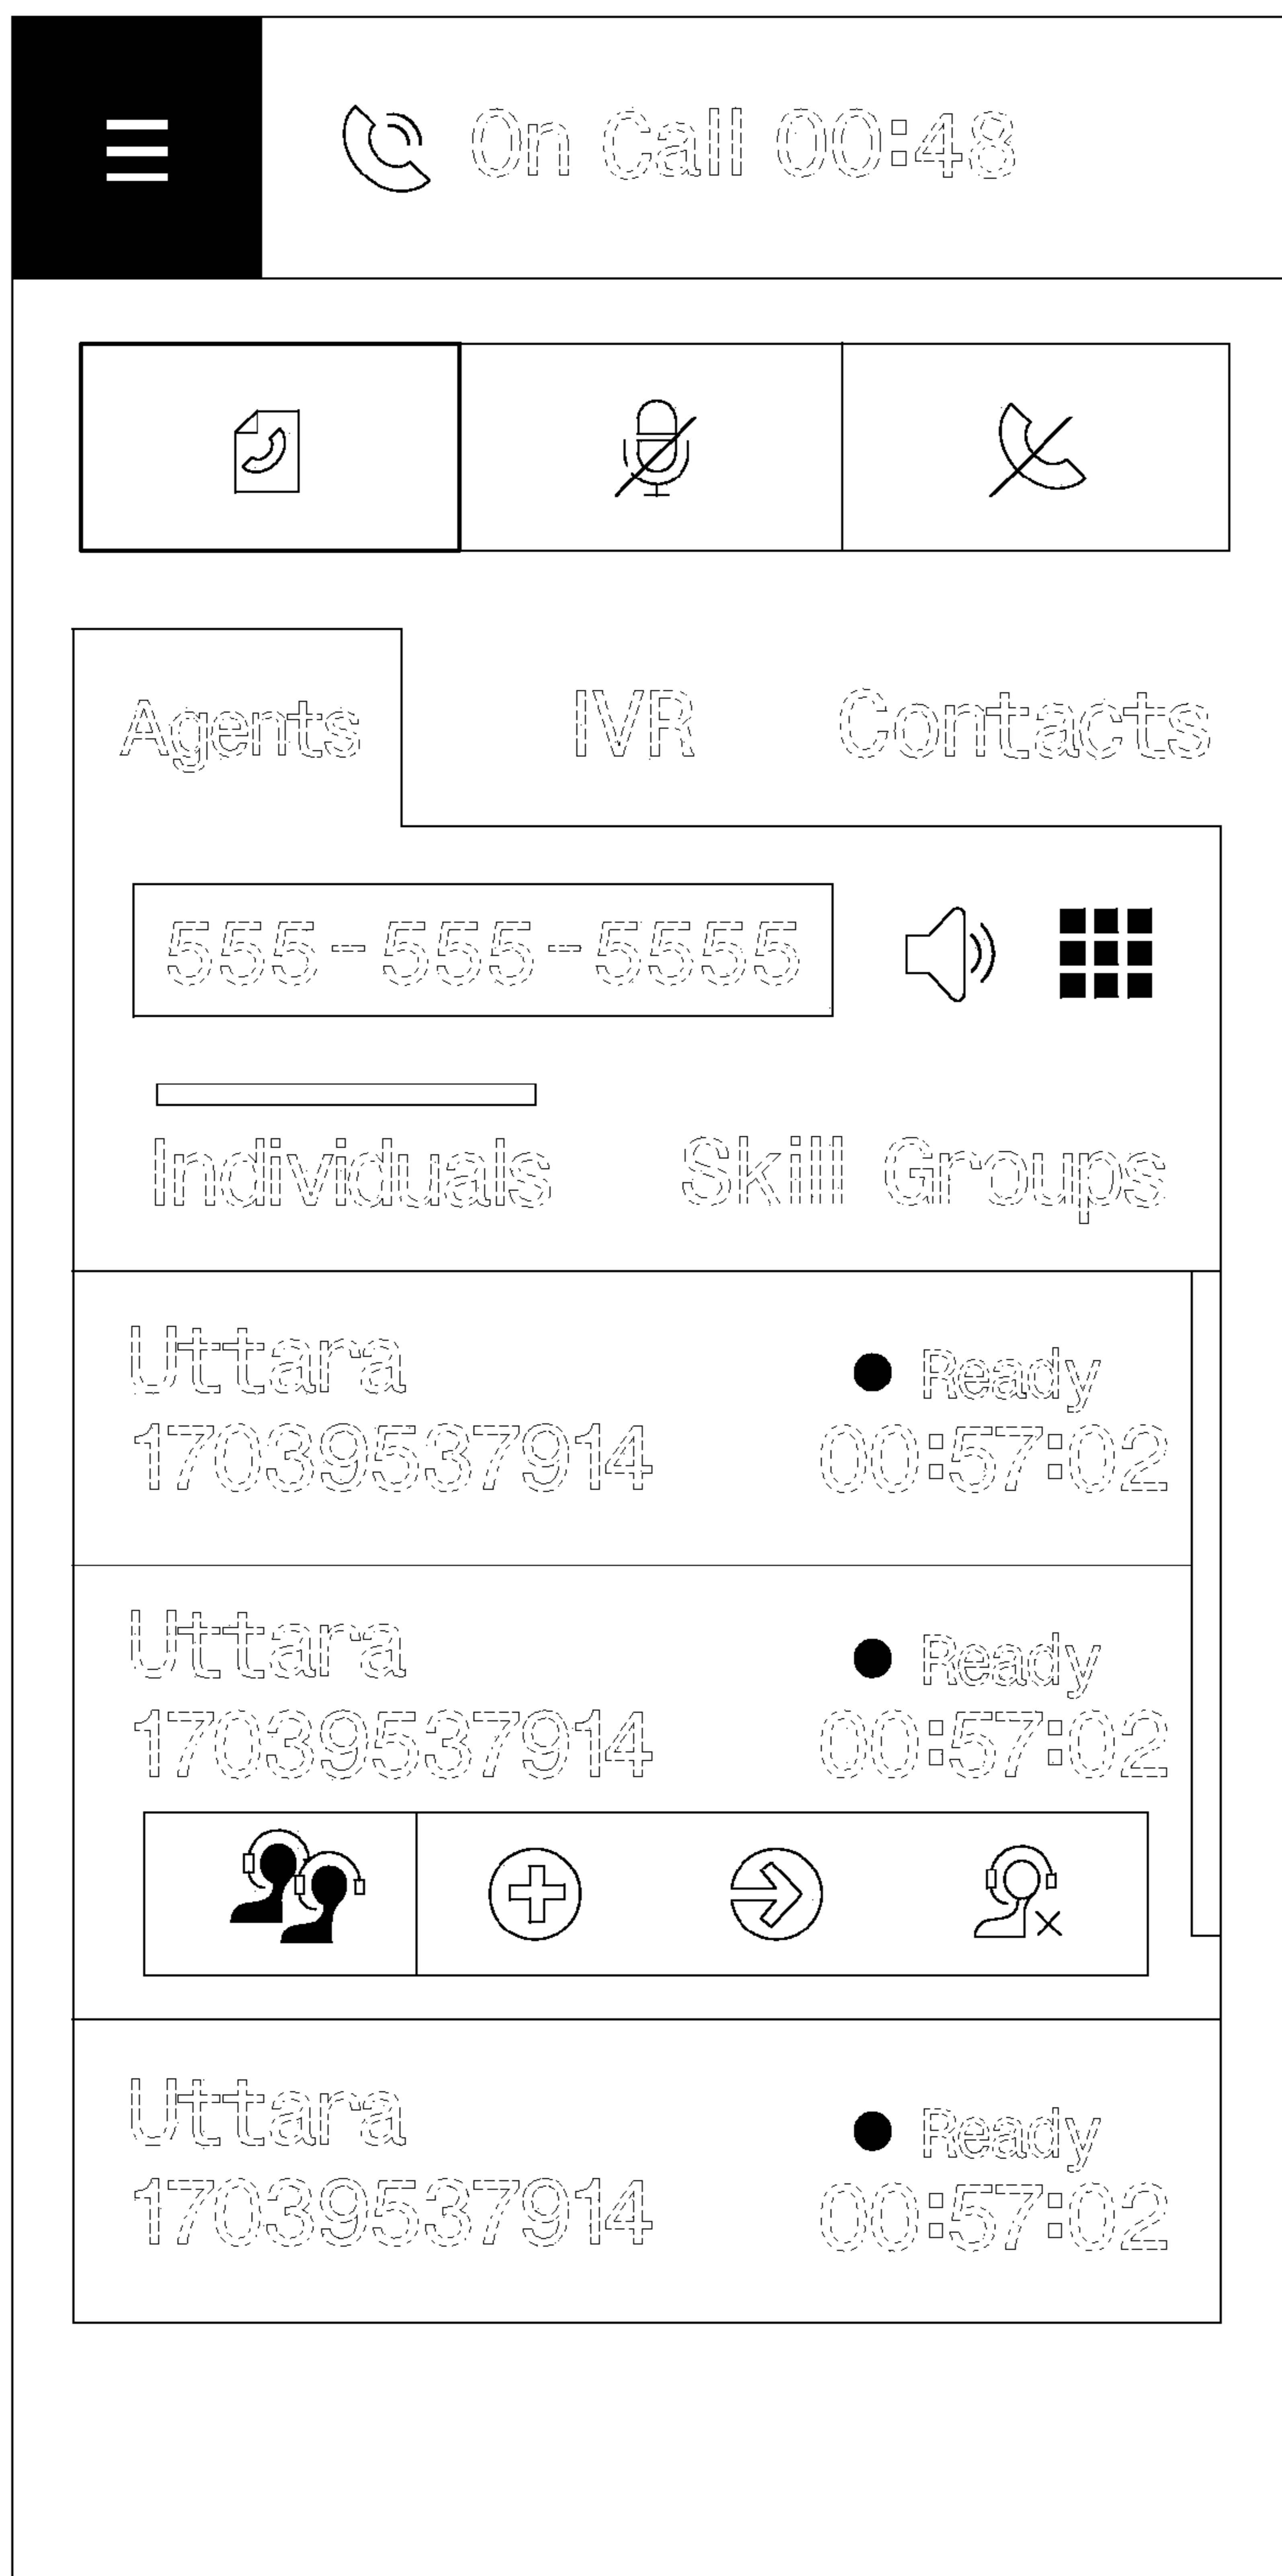 On Call 00:48
Agents IVR Contacts
555-555-5555
Individuals Skill Groups
Uttara Ready
17039537914 00:57:02
Uttara Ready
17039537914 00:57:02
Uttara Ready
17039537914 00:57:02